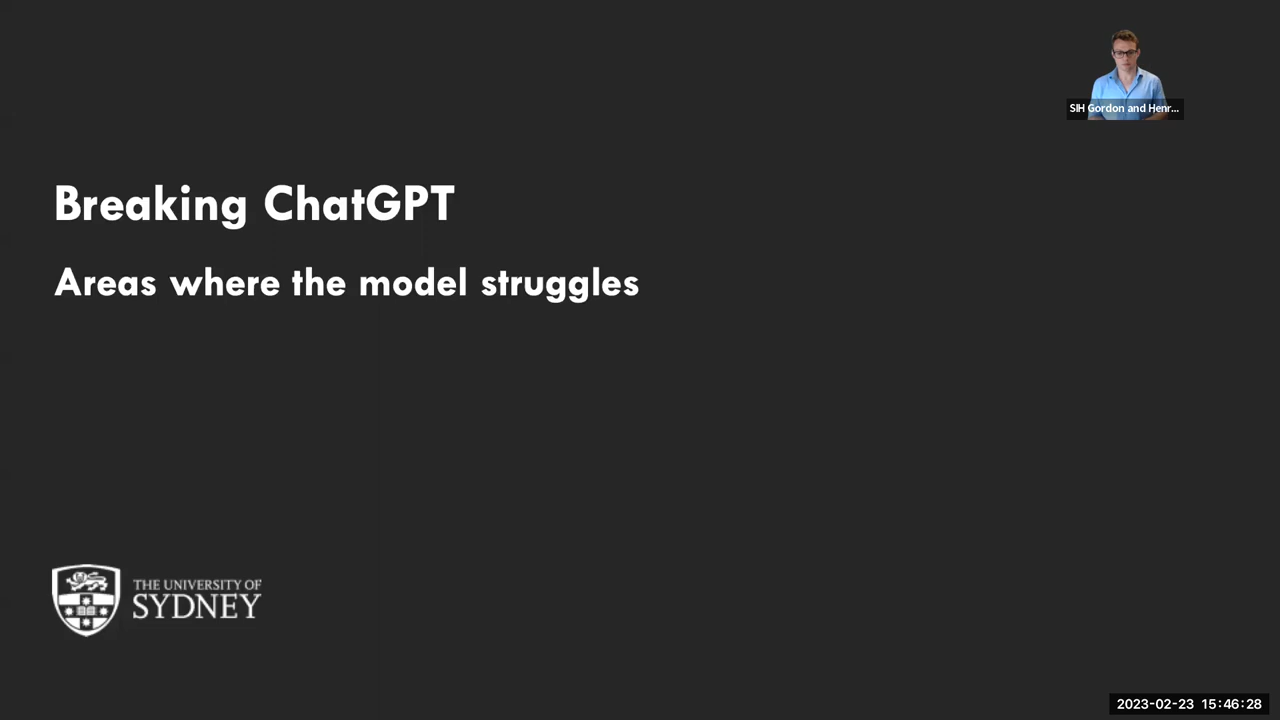 SIH Gordon and Henr...
Breaking ChatGPT
Areas where the model struggles
THE UNIVERSITY OF
SYDNEY
2023-02-23 15:46:28